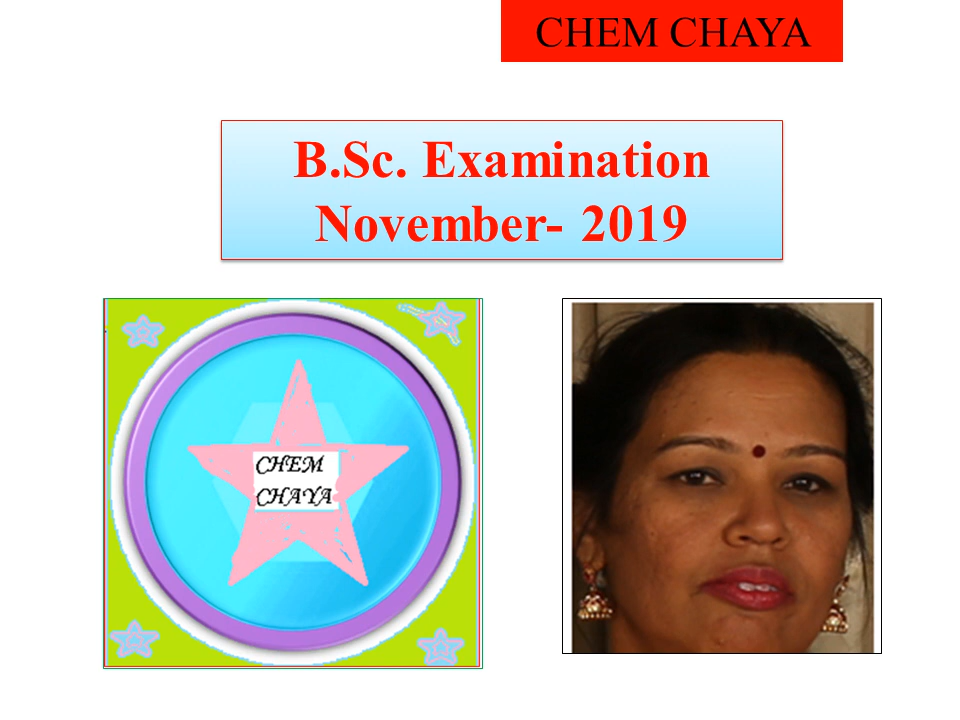 CHEM CHAYA
B.Sc. Examination
November- 2019
CHEM
CHAYA